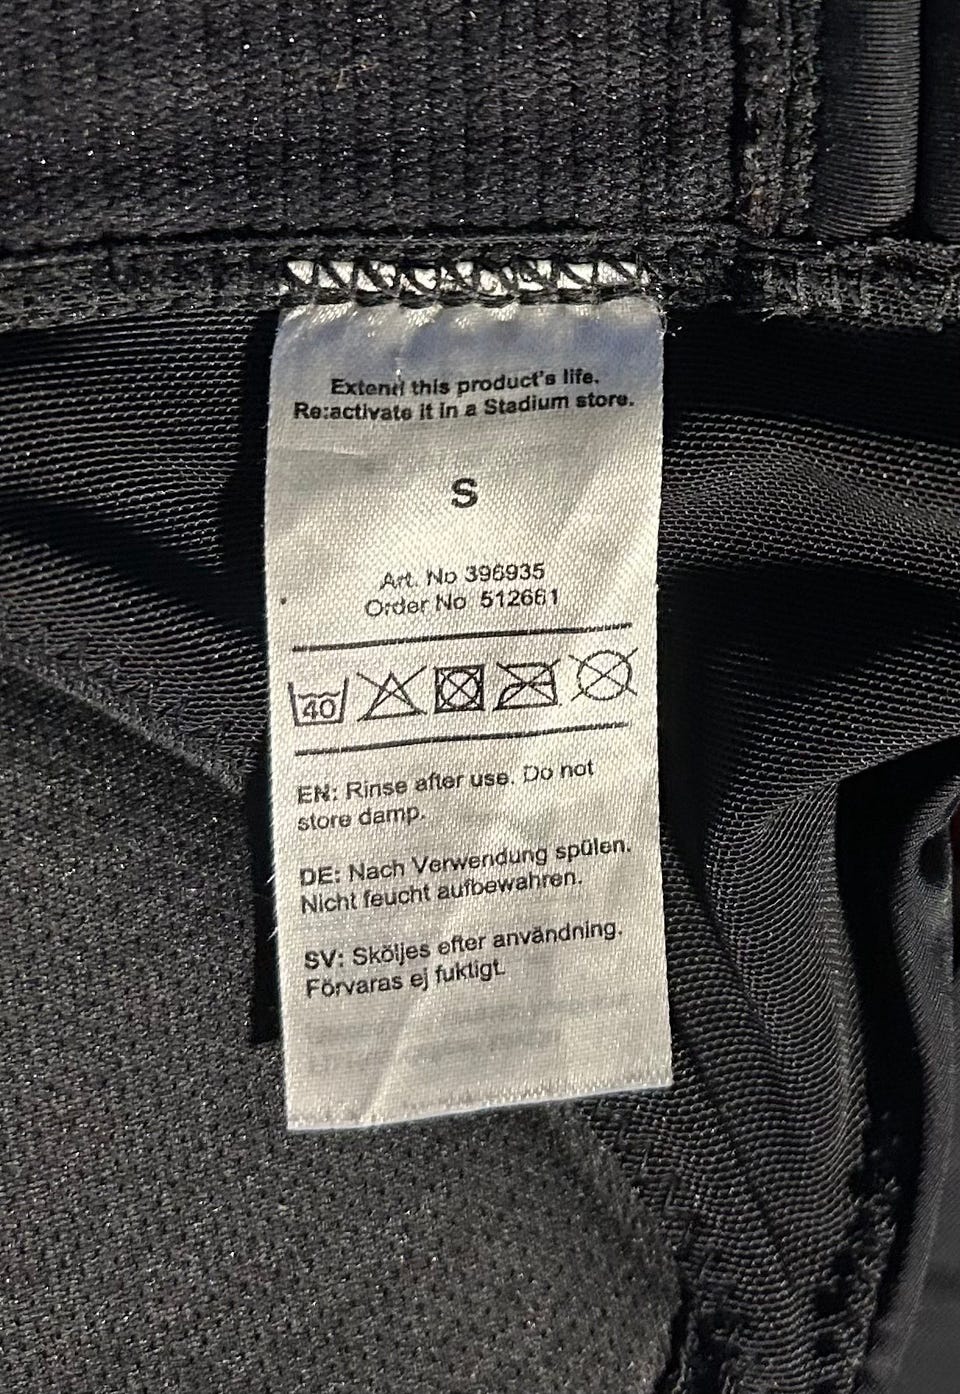 Extend this product's life.
Re:activate it in a Stadium store.
S
Art. No 396935
Order No 512661
40
EN: Rinse after use. Do not
store damp.
DE: Nach Verwendung spülen.
Nicht feucht aufbewahren.
SV: Sköljes efter användning.
Förvaras ej fuktigt.